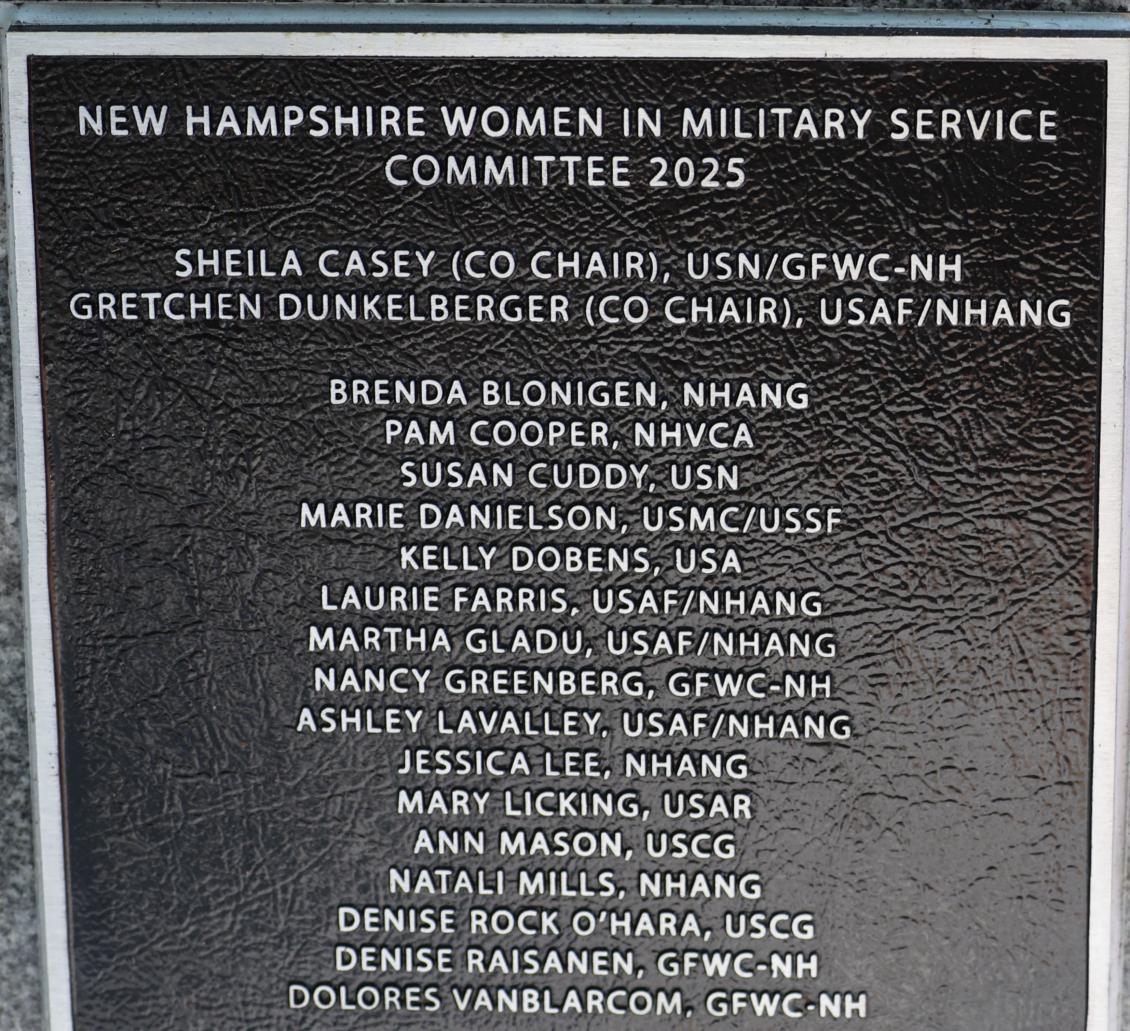 NEW HAMPSHIRE WOMEN IN MILITARY SERVICE
COMMITTEE 2025
SHEILA CASEY (CO CHAIR), USN/GFWC-NH
GRETCHEN DUNKELBERGER (CO CHAIR), USAF/NHANG
BRENDA BLONIGEN, NHANG
PAM COOPER, NHVCA
SUSAN CUDDY, USN
MARIE DANIELSON, USMC/USSF
KELLY DOBENS, USA
LAURIE FARRIS, USAF/NHANG
MARTHA GLADU, USAF/NHANG
NANCY GREENBERG, GFWC-NH
ASHLEY LAVALLEY, USAF/NHANG
JESSICA LEE, NHANG
MARY LICKING, USAR
ANN MASON, USCG
NATALI MILLS, NHANG
DENISE ROCK O'HARA, USCG
DENISE RAISANEN, GFWC-NH
DOLORES VANBLARCOM, GFWC-NH